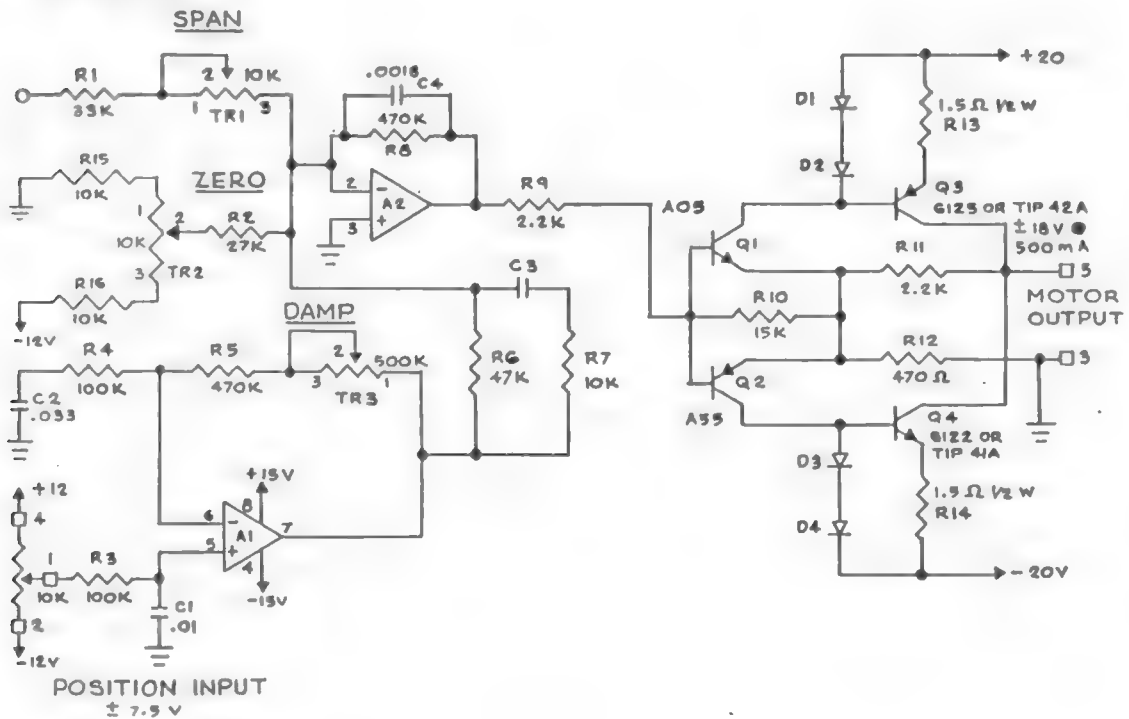 SPAN
R1
33K
2
10K
1
3
TR1
.0018
C4
470K
R8
2
-
A2
3
+
R15
10K
ZERO
1
2
R2
27K
10K
3
TR2
R16
10K
-12V
R9
2.2K
A05
+20
D1
1.5Ω 1/2 W
R13
D2
Q3
6125 OR TIP 42A
± 18V @
500mA
Q1
R11
2.2K
5
MOTOR
OUTPUT
R10
15K
R12
470Ω
3
Q2
A55
Q4
6122 OR
TIP 41A
D3
1.5Ω 1/2 W
R14
D4
-20V
C3
DAMP
R4
100K
R5
470K
2
500K
3
1
TR3
R6
47K
R7
10K
C2
.033
+15V
8
6
-
A1
7
5
+
4
-15V
+12
4
1
R3
10K
100K
2
C1
.01
-12V
POSITION INPUT
± 7.5 V